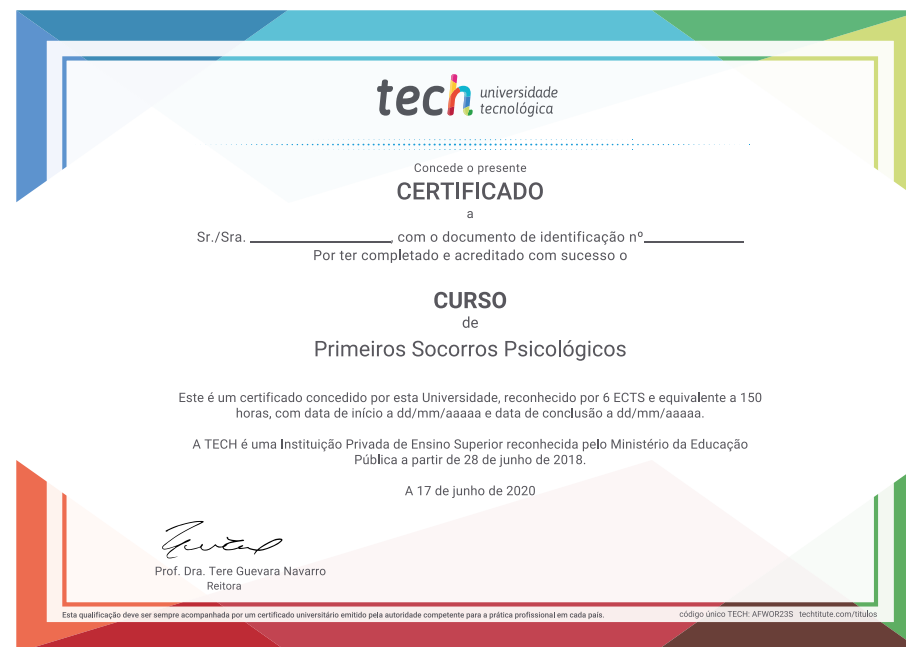 tech universidade
tecnológica
Concede o presente
CERTIFICADO
a
Sr./Sra. ____________________, com o documento de identificação nº______________
Por ter completado e acreditado com sucesso o
CURSO
de
Primeiros Socorros Psicológicos
Este é um certificado concedido por esta Universidade, reconhecido por 6 ECTS e equivalente a 150
horas, com data de início a dd/mm/aaaaa e data de conclusão a dd/mm/aaaaa.
A TECH é uma Instituição Privada de Ensino Superior reconhecida pelo Ministério da Educação
Pública a partir de 28 de junho de 2018.
A 17 de junho de 2020
Prof. Dra. Tere Guevara Navarro
Reitora
Esta qualificação deve ser sempre acompanhada por um certificado universitário emitido pela autoridade competente para a prática profissional em cada país.
código único TECH: AFWOR23S techtitute.com/titulos